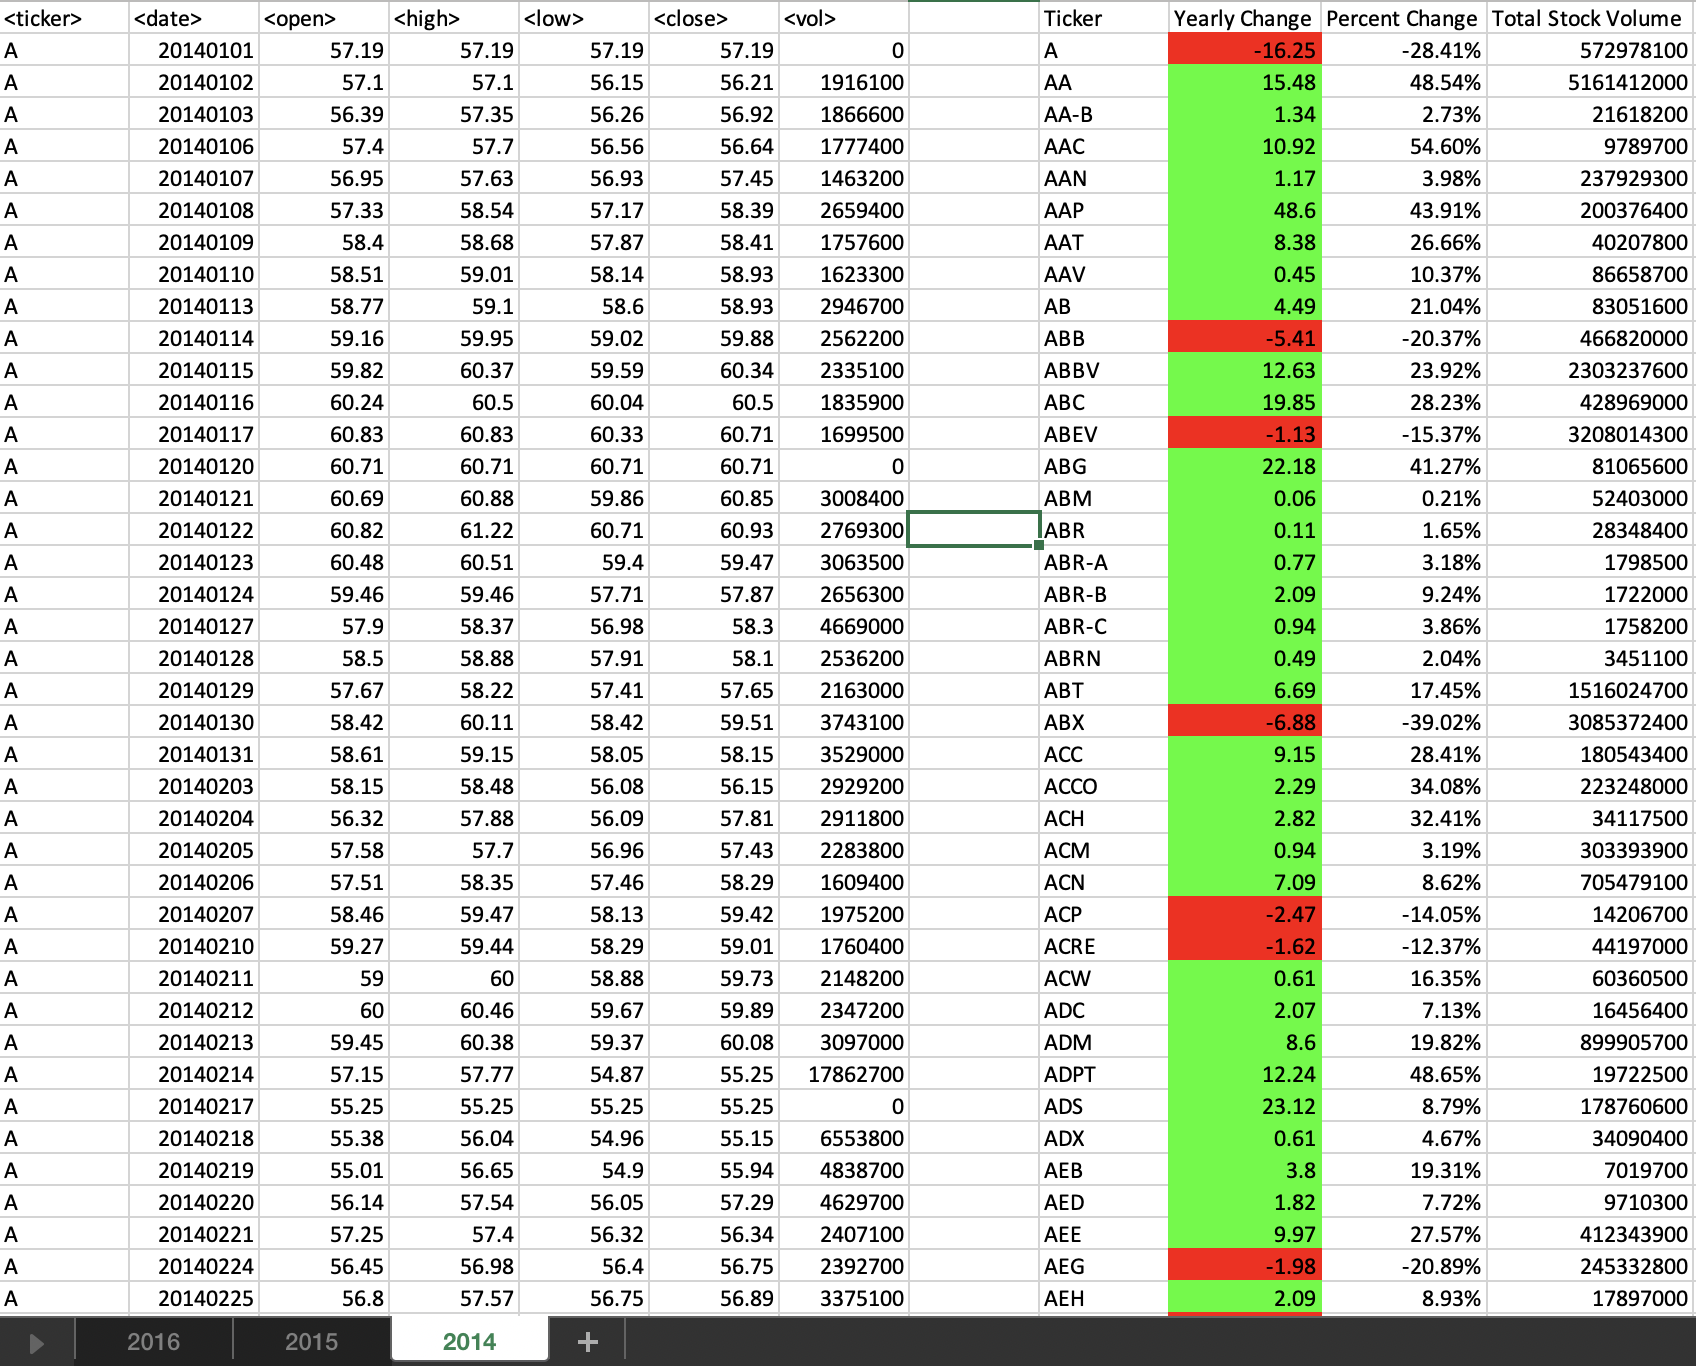 <ticker> <date> <open> <high> <low> <close> <vol> Ticker Yearly Change Percent Change Total Stock Volume
A 20140101 57.19 57.19 57.19 57.19 0 A -16.25 -28.41% 572978100
A 20140102 57.1 57.1 56.15 56.21 1916100 AA 15.48 48.54% 5161412000
A 20140103 56.39 57.35 56.26 56.92 1866600 AA-B 1.34 2.73% 21618200
A 20140106 57.4 57.7 56.56 56.64 1777400 AAC 10.92 54.60% 9789700
A 20140107 56.95 57.63 56.93 57.45 1463200 AAN 1.17 3.98% 237929300
A 20140108 57.33 58.54 57.17 58.39 2659400 AAP 48.6 43.91% 200376400
A 20140109 58.4 58.68 57.87 58.41 1757600 AAT 8.38 26.66% 40207800
A 20140110 58.51 59.01 58.14 58.93 1623300 AAV 0.45 10.37% 86658700
A 20140113 58.77 59.1 58.6 58.93 2946700 AB 4.49 21.04% 83051600
A 20140114 59.16 59.95 59.02 59.88 2562200 ABB -5.41 -20.37% 466820000
A 20140115 59.82 60.37 59.59 60.34 2335100 ABBV 12.63 23.92% 2303237600
A 20140116 60.24 60.5 60.04 60.5 1835900 ABC 19.85 28.23% 428969000
A 20140117 60.83 60.83 60.33 60.71 1699500 ABEV -1.13 -15.37% 3208014300
A 20140120 60.71 60.71 60.71 60.71 0 ABG 22.18 41.27% 81065600
A 20140121 60.69 60.88 59.86 60.85 3008400 ABM 0.06 0.21% 52403000
A 20140122 60.82 61.22 60.71 60.93 2769300 ABR 0.11 1.65% 28348400
A 20140123 60.48 60.51 59.4 59.47 3063500 ABR-A 0.77 3.18% 1798500
A 20140124 59.46 59.46 57.71 57.87 2656300 ABR-B 2.09 9.24% 1722000
A 20140127 57.9 58.37 56.98 58.3 4669000 ABR-C 0.94 3.86% 1758200
A 20140128 58.5 58.88 57.91 58.1 2536200 ABRN 0.49 2.04% 3451100
A 20140129 57.67 58.22 57.41 57.65 2163000 ABT 6.69 17.45% 1516024700
A 20140130 58.42 60.11 58.42 59.51 3743100 ABX -6.88 -39.02% 3085372400
A 20140131 58.61 59.15 58.05 58.15 3529000 ACC 9.15 28.41% 180543400
A 20140203 58.15 58.48 56.08 56.15 2929200 ACCO 2.29 34.08% 223248000
A 20140204 56.32 57.88 56.09 57.81 2911800 ACH 2.82 32.41% 34117500
A 20140205 57.58 57.7 56.96 57.43 2283800 ACM 0.94 3.19% 303393900
A 20140206 57.51 58.35 57.46 58.29 1609400 ACN 7.09 8.62% 705479100
A 20140207 58.46 59.47 58.13 59.42 1975200 ACP -2.47 -14.05% 14206700
A 20140210 59.27 59.44 58.29 59.01 1760400 ACRE -1.62 -12.37% 44197000
A 20140211 59 60 58.88 59.73 2148200 ACW 0.61 16.35% 60360500
A 20140212 60 60.46 59.67 59.89 2347200 ADC 2.07 7.13% 16456400
A 20140213 59.45 60.38 59.37 60.08 3097000 ADM 8.6 19.82% 899905700
A 20140214 57.15 57.77 54.87 55.25 17862700 ADPT 12.24 48.65% 19722500
A 20140217 55.25 55.25 55.25 55.25 0 ADS 23.12 8.79% 178760600
A 20140218 55.38 56.04 54.96 55.15 6553800 ADX 0.61 4.67% 34090400
A 20140219 55.01 56.65 54.9 55.94 4838700 AEB 3.8 19.31% 7019700
A 20140220 56.14 57.54 56.05 57.29 4629700 AED 1.82 7.72% 9710300
A 20140221 57.25 57.4 56.32 56.34 2407100 AEE 9.97 27.57% 412343900
A 20140224 56.45 56.98 56.4 56.75 2392700 AEG -1.98 -20.89% 245332800
A 20140225 56.8 57.57 56.75 56.89 3375100 AEH 2.09 8.93% 17897000
2016 2015 2014 +